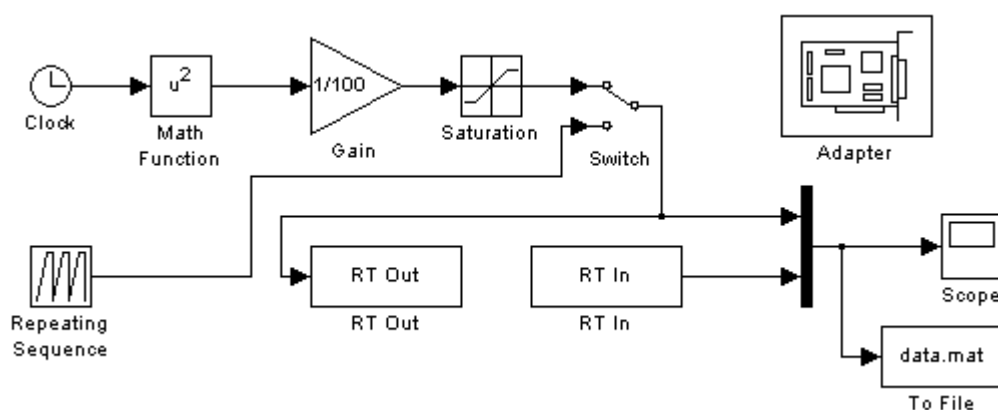 Clock
u2
Math
Function
1/100
Gain
Saturation
Switch
Adapter
Repeating
Sequence
RT Out
RT Out
RT In
RT In
Scope
data.mat
To File